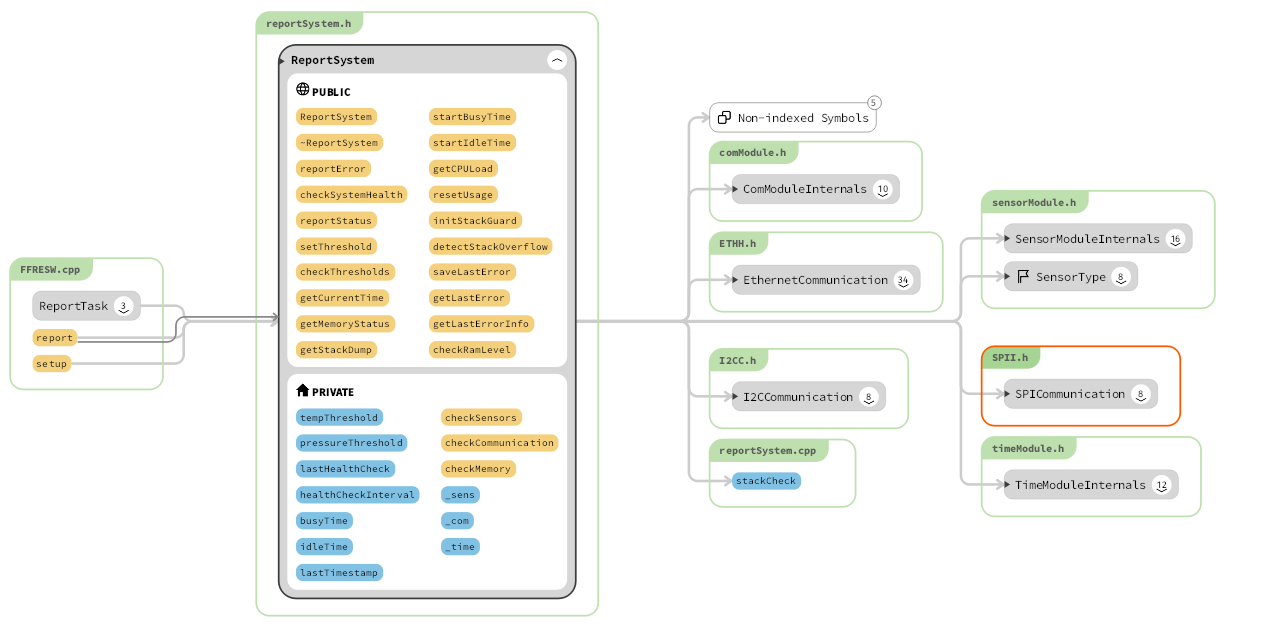 FFRESW.cpp
ReportTask 3
report
setup
reportSystem.h
ReportSystem
PUBLIC
ReportSystem startBusyTime
~ReportSystem startIdleTime
reportError getCPULoad
checkSystemHealth resetUsage
reportStatus initStackGuard
setThreshold detectStackOverflow
checkThresholds saveLastError
getCurrentTime getLastError
getMemoryStatus getLastErrorInfo
getStackDump checkRamLevel
PRIVATE
tempThreshold checkSensors
pressureThreshold checkCommunication
lastHealthCheck checkMemory
healthCheckInterval _sens
busyTime _com
idleTime _time
lastTimestamp
Non-indexed Symbols 5
comModule.h
ComModuleInternals 10
ETHH.h
EthernetCommunication 34
I2CC.h
I2CCommunication 8
reportSystem.cpp
stackCheck
sensorModule.h
SensorModuleInternals 16
SensorType 8
SPII.h
SPICommunication 8
timeModule.h
TimeModuleInternals 12